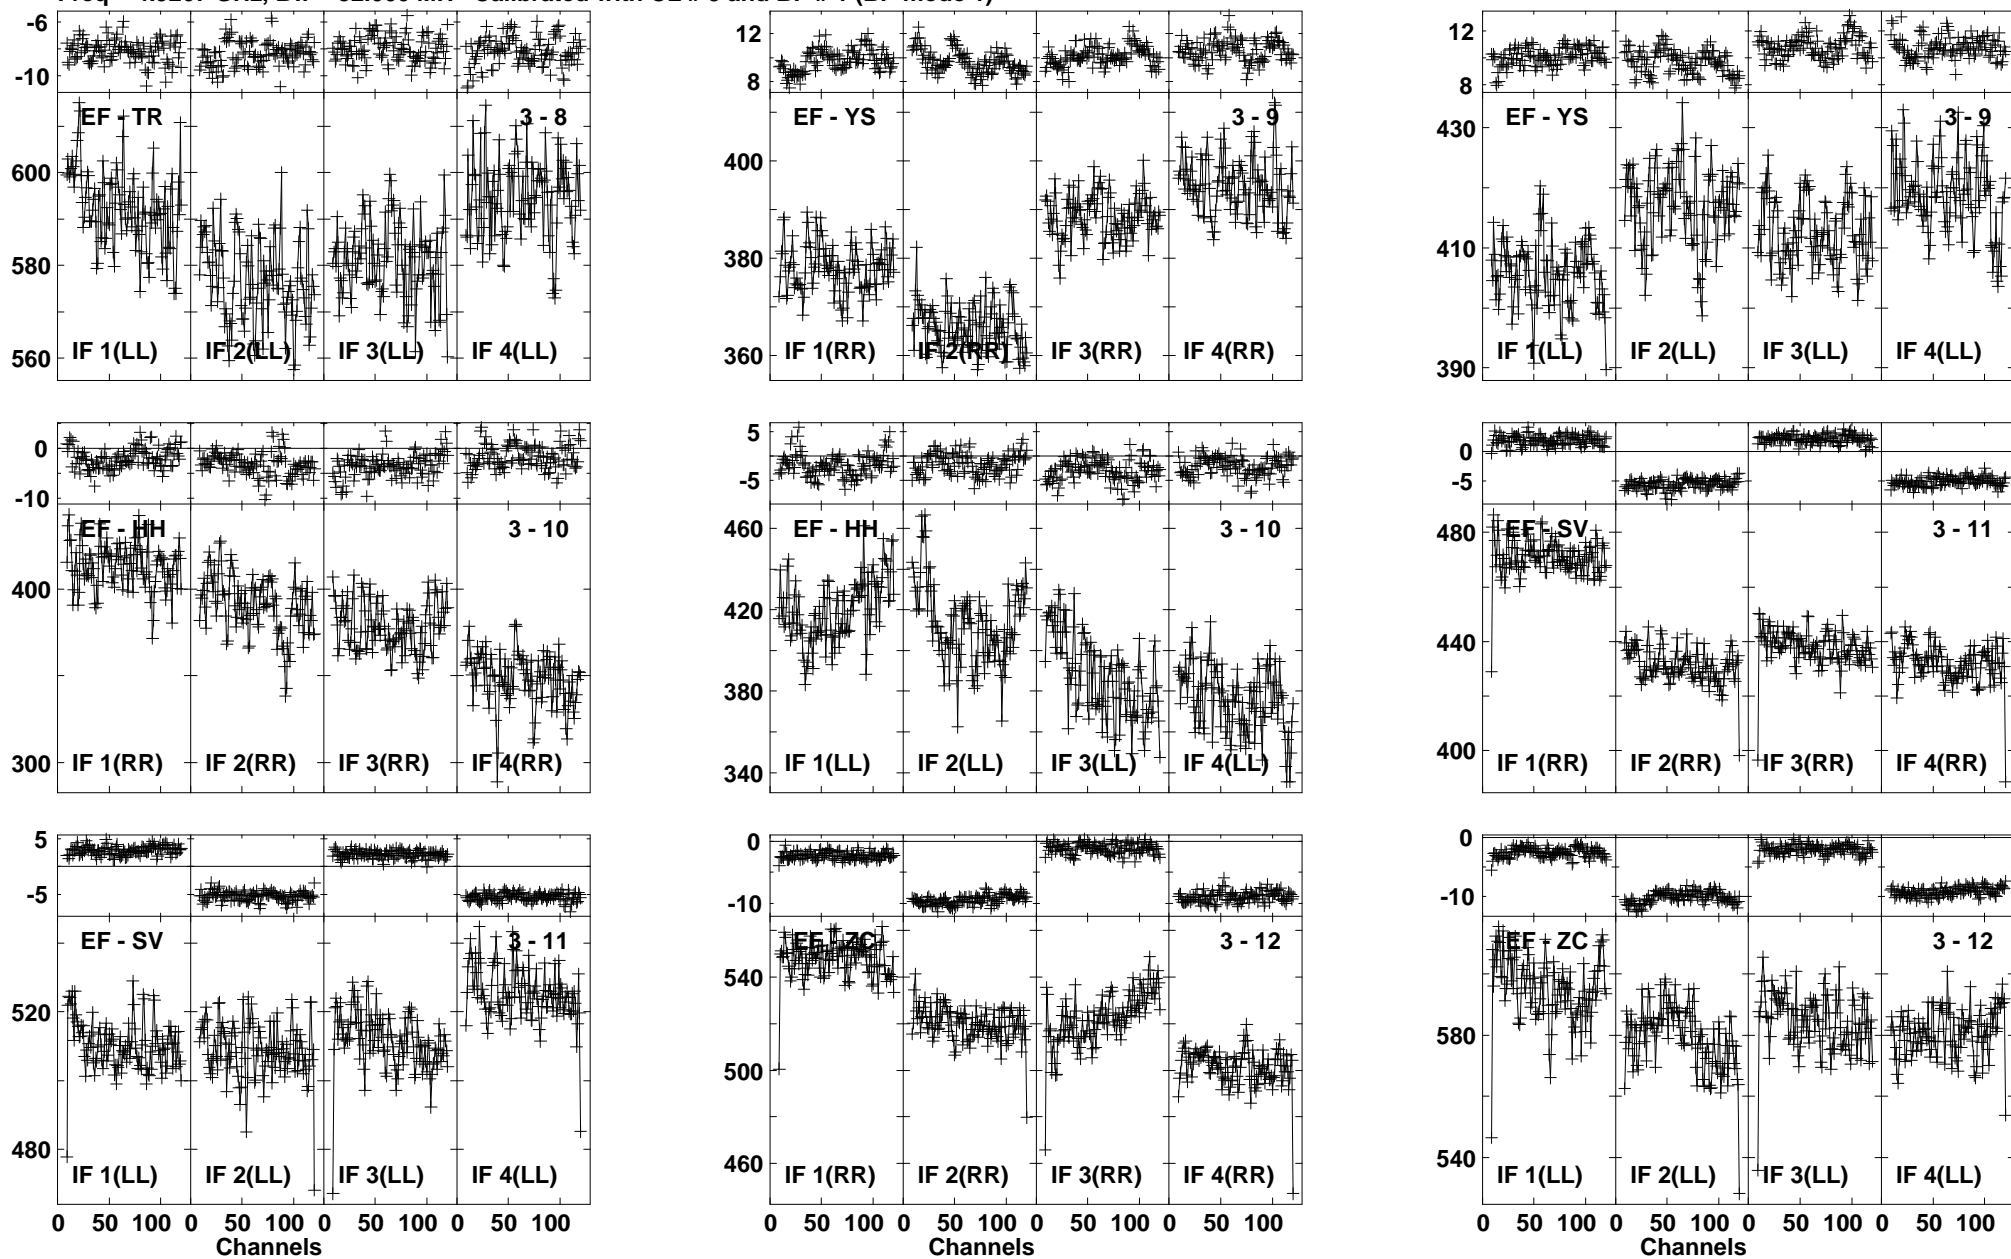 -6
-10
EF - TR
3 - 8
600
580
560
IF 1(LL)
IF 2(LL)
IF 3(LL)
IF 4(LL)
12
8
EF - YS
3 - 9
400
380
360
IF 1(RR)
IF 2(RR)
IF 3(RR)
IF 4(RR)
12
8
EF - YS
3 - 9
430
410
390
IF 1(LL)
IF 2(LL)
IF 3(LL)
IF 4(LL)
0
-10
EF - HH
3 - 10
400
300
IF 1(RR)
IF 2(RR)
IF 3(RR)
IF 4(RR)
5
-5
EF - HH
3 - 10
460
420
380
340
IF 1(LL)
IF 2(LL)
IF 3(LL)
IF 4(LL)
0
-5
EF - SV
3 - 11
480
440
400
IF 1(RR)
IF 2(RR)
IF 3(RR)
IF 4(RR)
5
-5
EF - SV
3 - 11
520
480
IF 1(LL)
IF 2(LL)
IF 3(LL)
IF 4(LL)
0 50 100 0 50 100 0 50 100 0 50 100
Channels
0
-10
EF - ZC
3 - 12
540
500
460
IF 1(RR)
IF 2(RR)
IF 3(RR)
IF 4(RR)
0 50 100 0 50 100 0 50 100 0 50 100
Channels
0
-10
EF - ZC
3 - 12
580
540
IF 1(LL)
IF 2(LL)
IF 3(LL)
IF 4(LL)
0 50 100 0 50 100 0 50 100 0 50 100
Channels